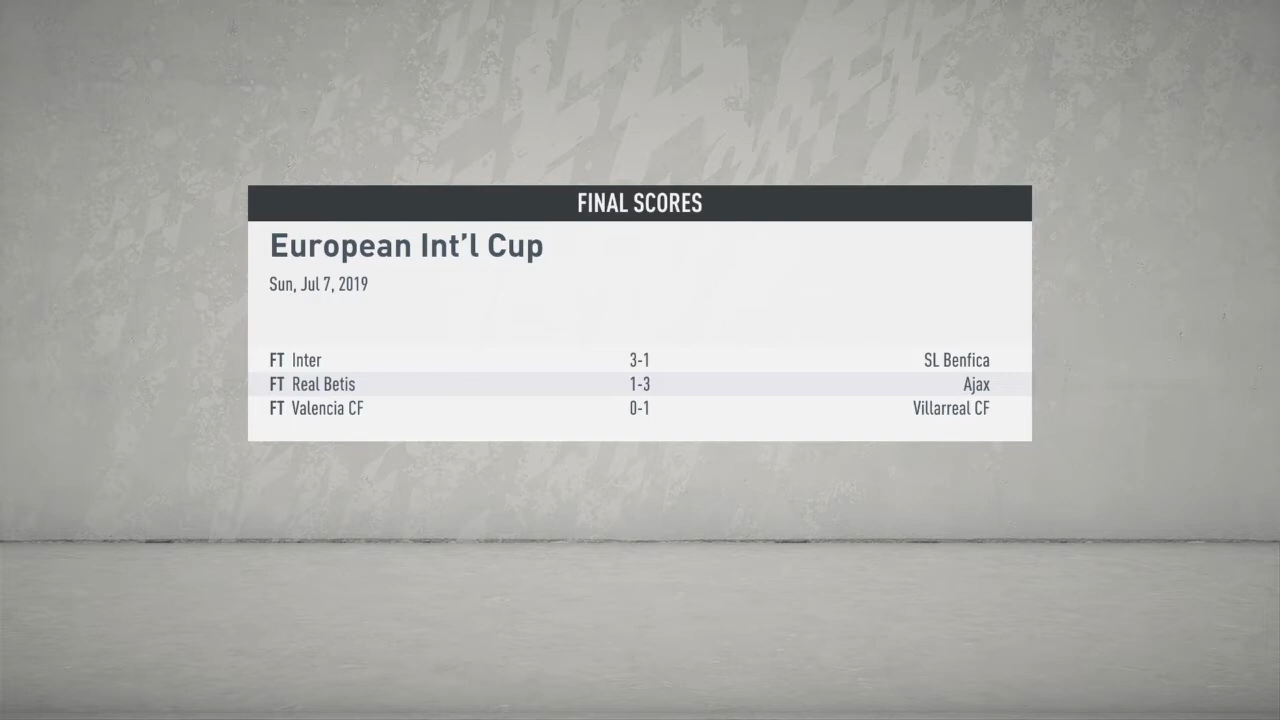 FINAL SCORES
European Int'l Cup
Sun, Jul 7, 2019
FT Inter 3-1 SL Benfica
FT Real Betis 1-3 Ajax
FT Valencia CF 0-1 Villarreal CF